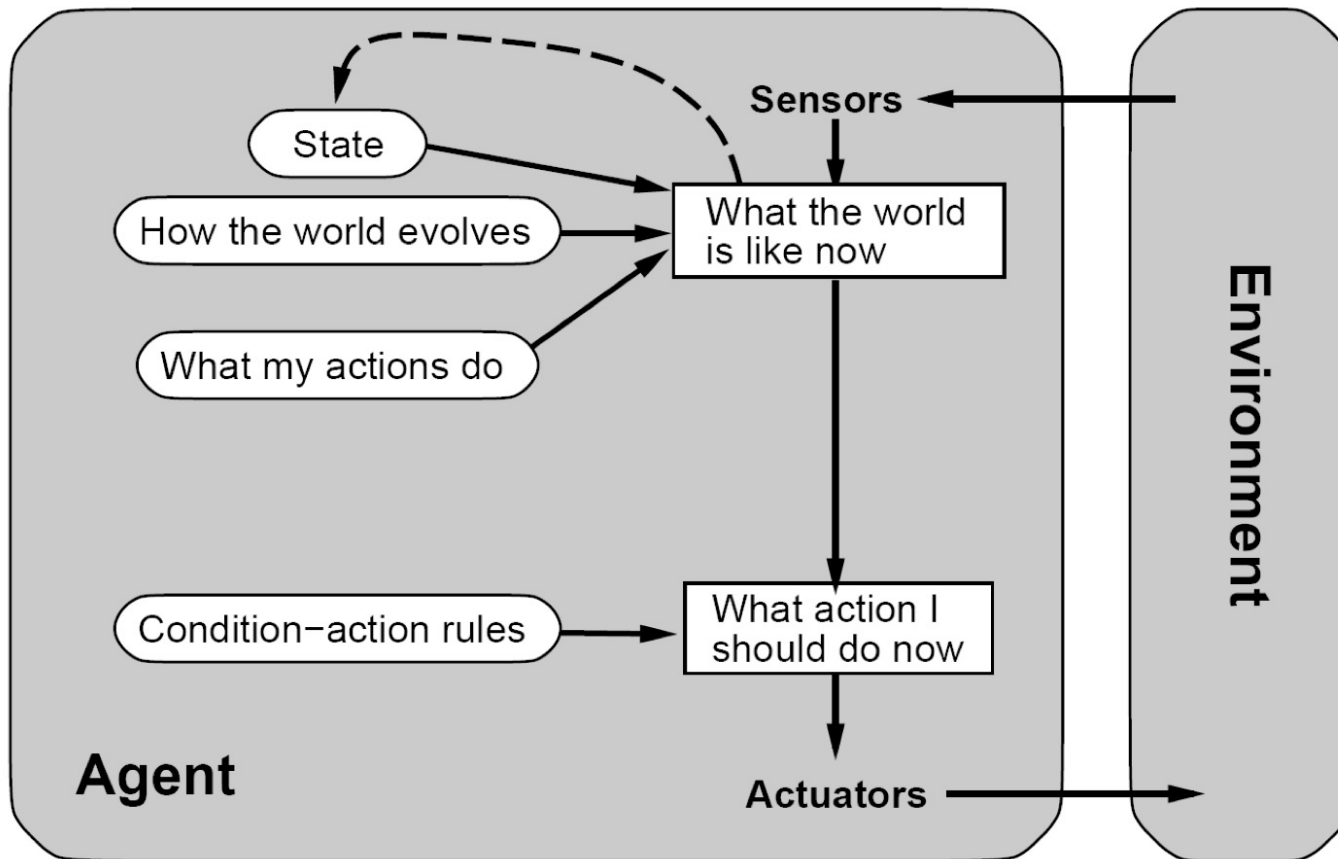 Sensors
State
What the world
is like now
How the world evolves
What my actions do
Environment
Condition−action rules
What action I
should do now
Agent
Actuators